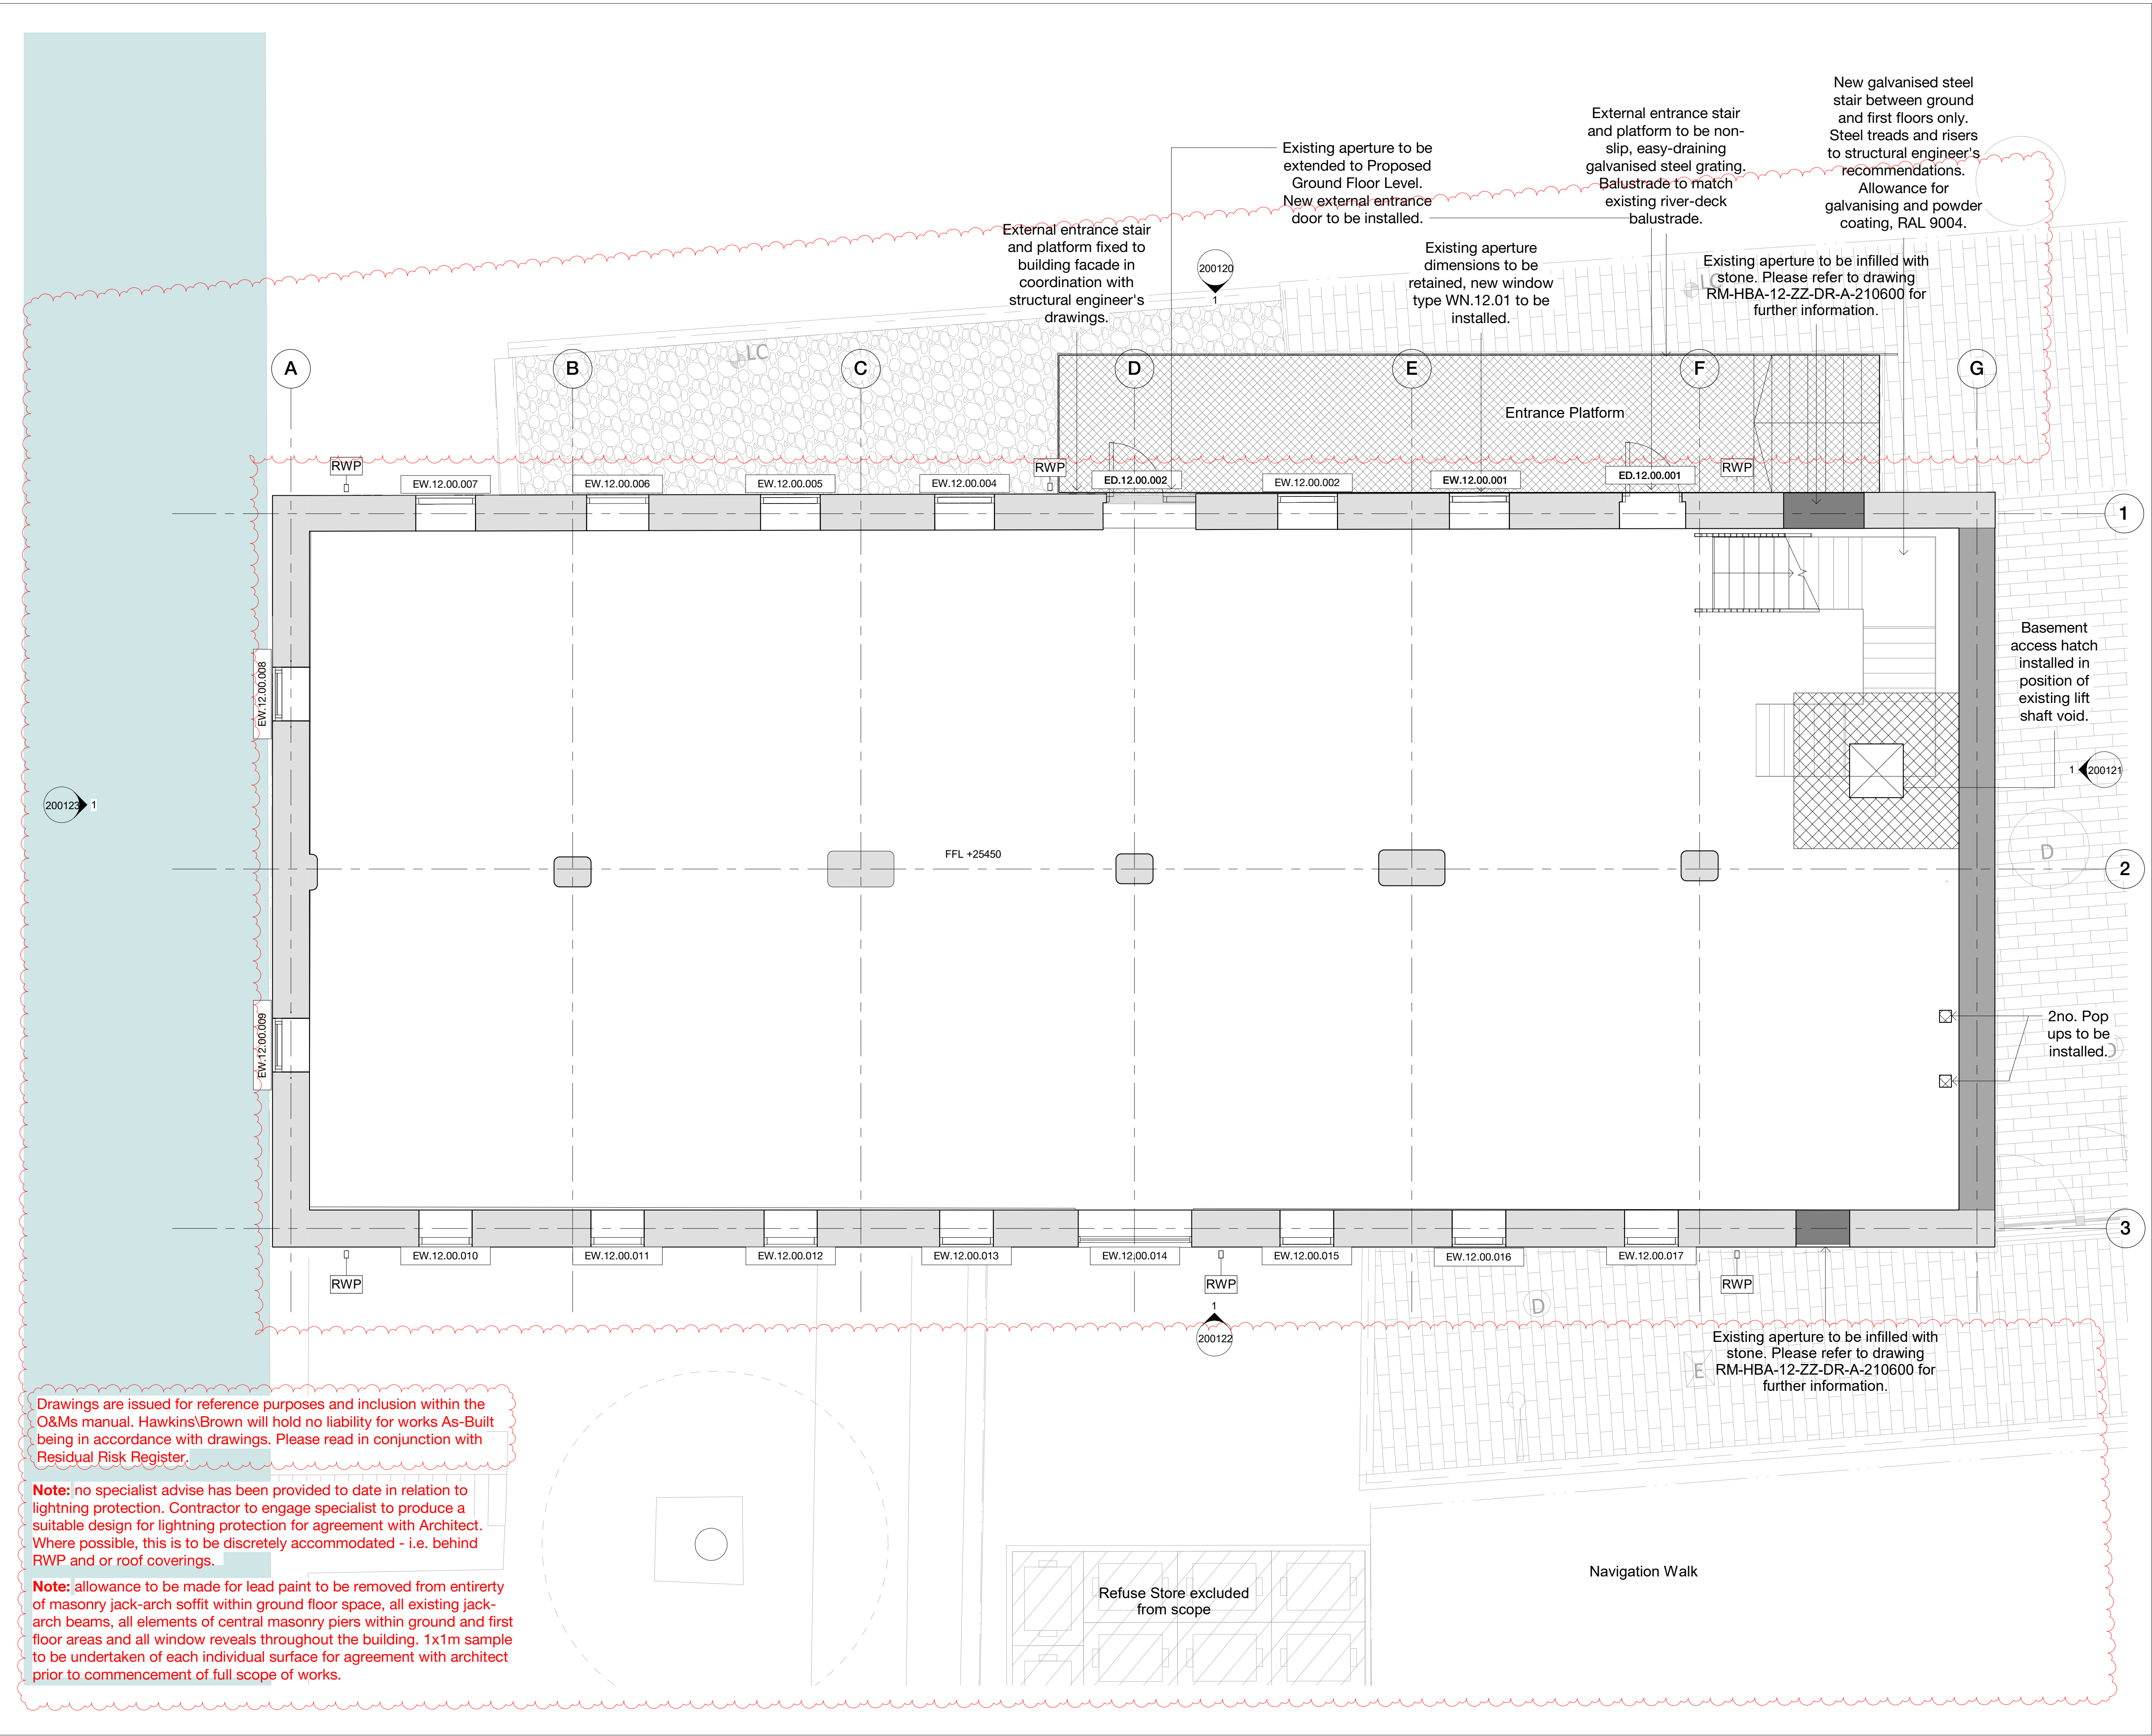 New galvanised steel
stair between ground
and first floors only.
Steel treads and risers
to structural engineer's
recommendations.
Allowance for
galvanising and powder
coating, RAL 9004.
External entrance stair
and platform to be non-
slip, easy-draining
galvanised steel grating.
Balustrade to match
existing river-deck
balustrade.
Existing aperture to be
extended to Proposed
Ground Floor Level.
New external entrance
door to be installed.
External entrance stair
and platform fixed to
building facade in
coordination with
structural engineer's
drawings.
200120
1
Existing aperture
dimensions to be
retained, new window
type WN.12.01 to be
installed.
Existing aperture to be infilled with
stone. Please refer to drawing
RM-HBA-12-ZZ-DR-A-210600 for
further information.
LC
LC
A
B
C
D
E
F
G
Entrance Platform
RWP
EW.12.00.007
EW.12.00.006
EW.12.00.005
EW.12.00.004
RWP
ED.12.00.002
EW.12.00.002
EW.12.00.001
ED.12.00.001
RWP
1
EW.12.00.008
Basement
access hatch
installed in
position of
existing lift
shaft void.
200123
1
1
200121
FFL +25450
D
2
EW.12.00.009
2no. Pop
ups to be
installed.
3
EW.12.00.010
EW.12.00.011
EW.12.00.012
EW.12.00.013
EW.12.00.014
EW.12.00.015
EW.12.00.016
EW.12.00.017
RWP
RWP
RWP
1
200122
D
E
Existing aperture to be infilled with
stone. Please refer to drawing
RM-HBA-12-ZZ-DR-A-210600 for
further information.
Drawings are issued for reference purposes and inclusion within the
O&Ms manual. Hawkins\Brown will hold no liability for works As-Built
being in accordance with drawings. Please read in conjunction with
Residual Risk Register.
Note: no specialist advise has been provided to date in relation to
lightning protection. Contractor to engage specialist to produce a
suitable design for lightning protection for agreement with Architect.
Where possible, this is to be discretely accommodated - i.e. behind
RWP and or roof coverings.
Note: allowance to be made for lead paint to be removed from entirerty
of masonry jack-arch soffit within ground floor space, all existing jack-
arch beams, all elements of central masonry piers within ground and first
floor areas and all window reveals throughout the building. 1x1m sample
to be undertaken of each individual surface for agreement with architect
prior to commencement of full scope of works.
Refuse Store excluded
from scope
Navigation Walk